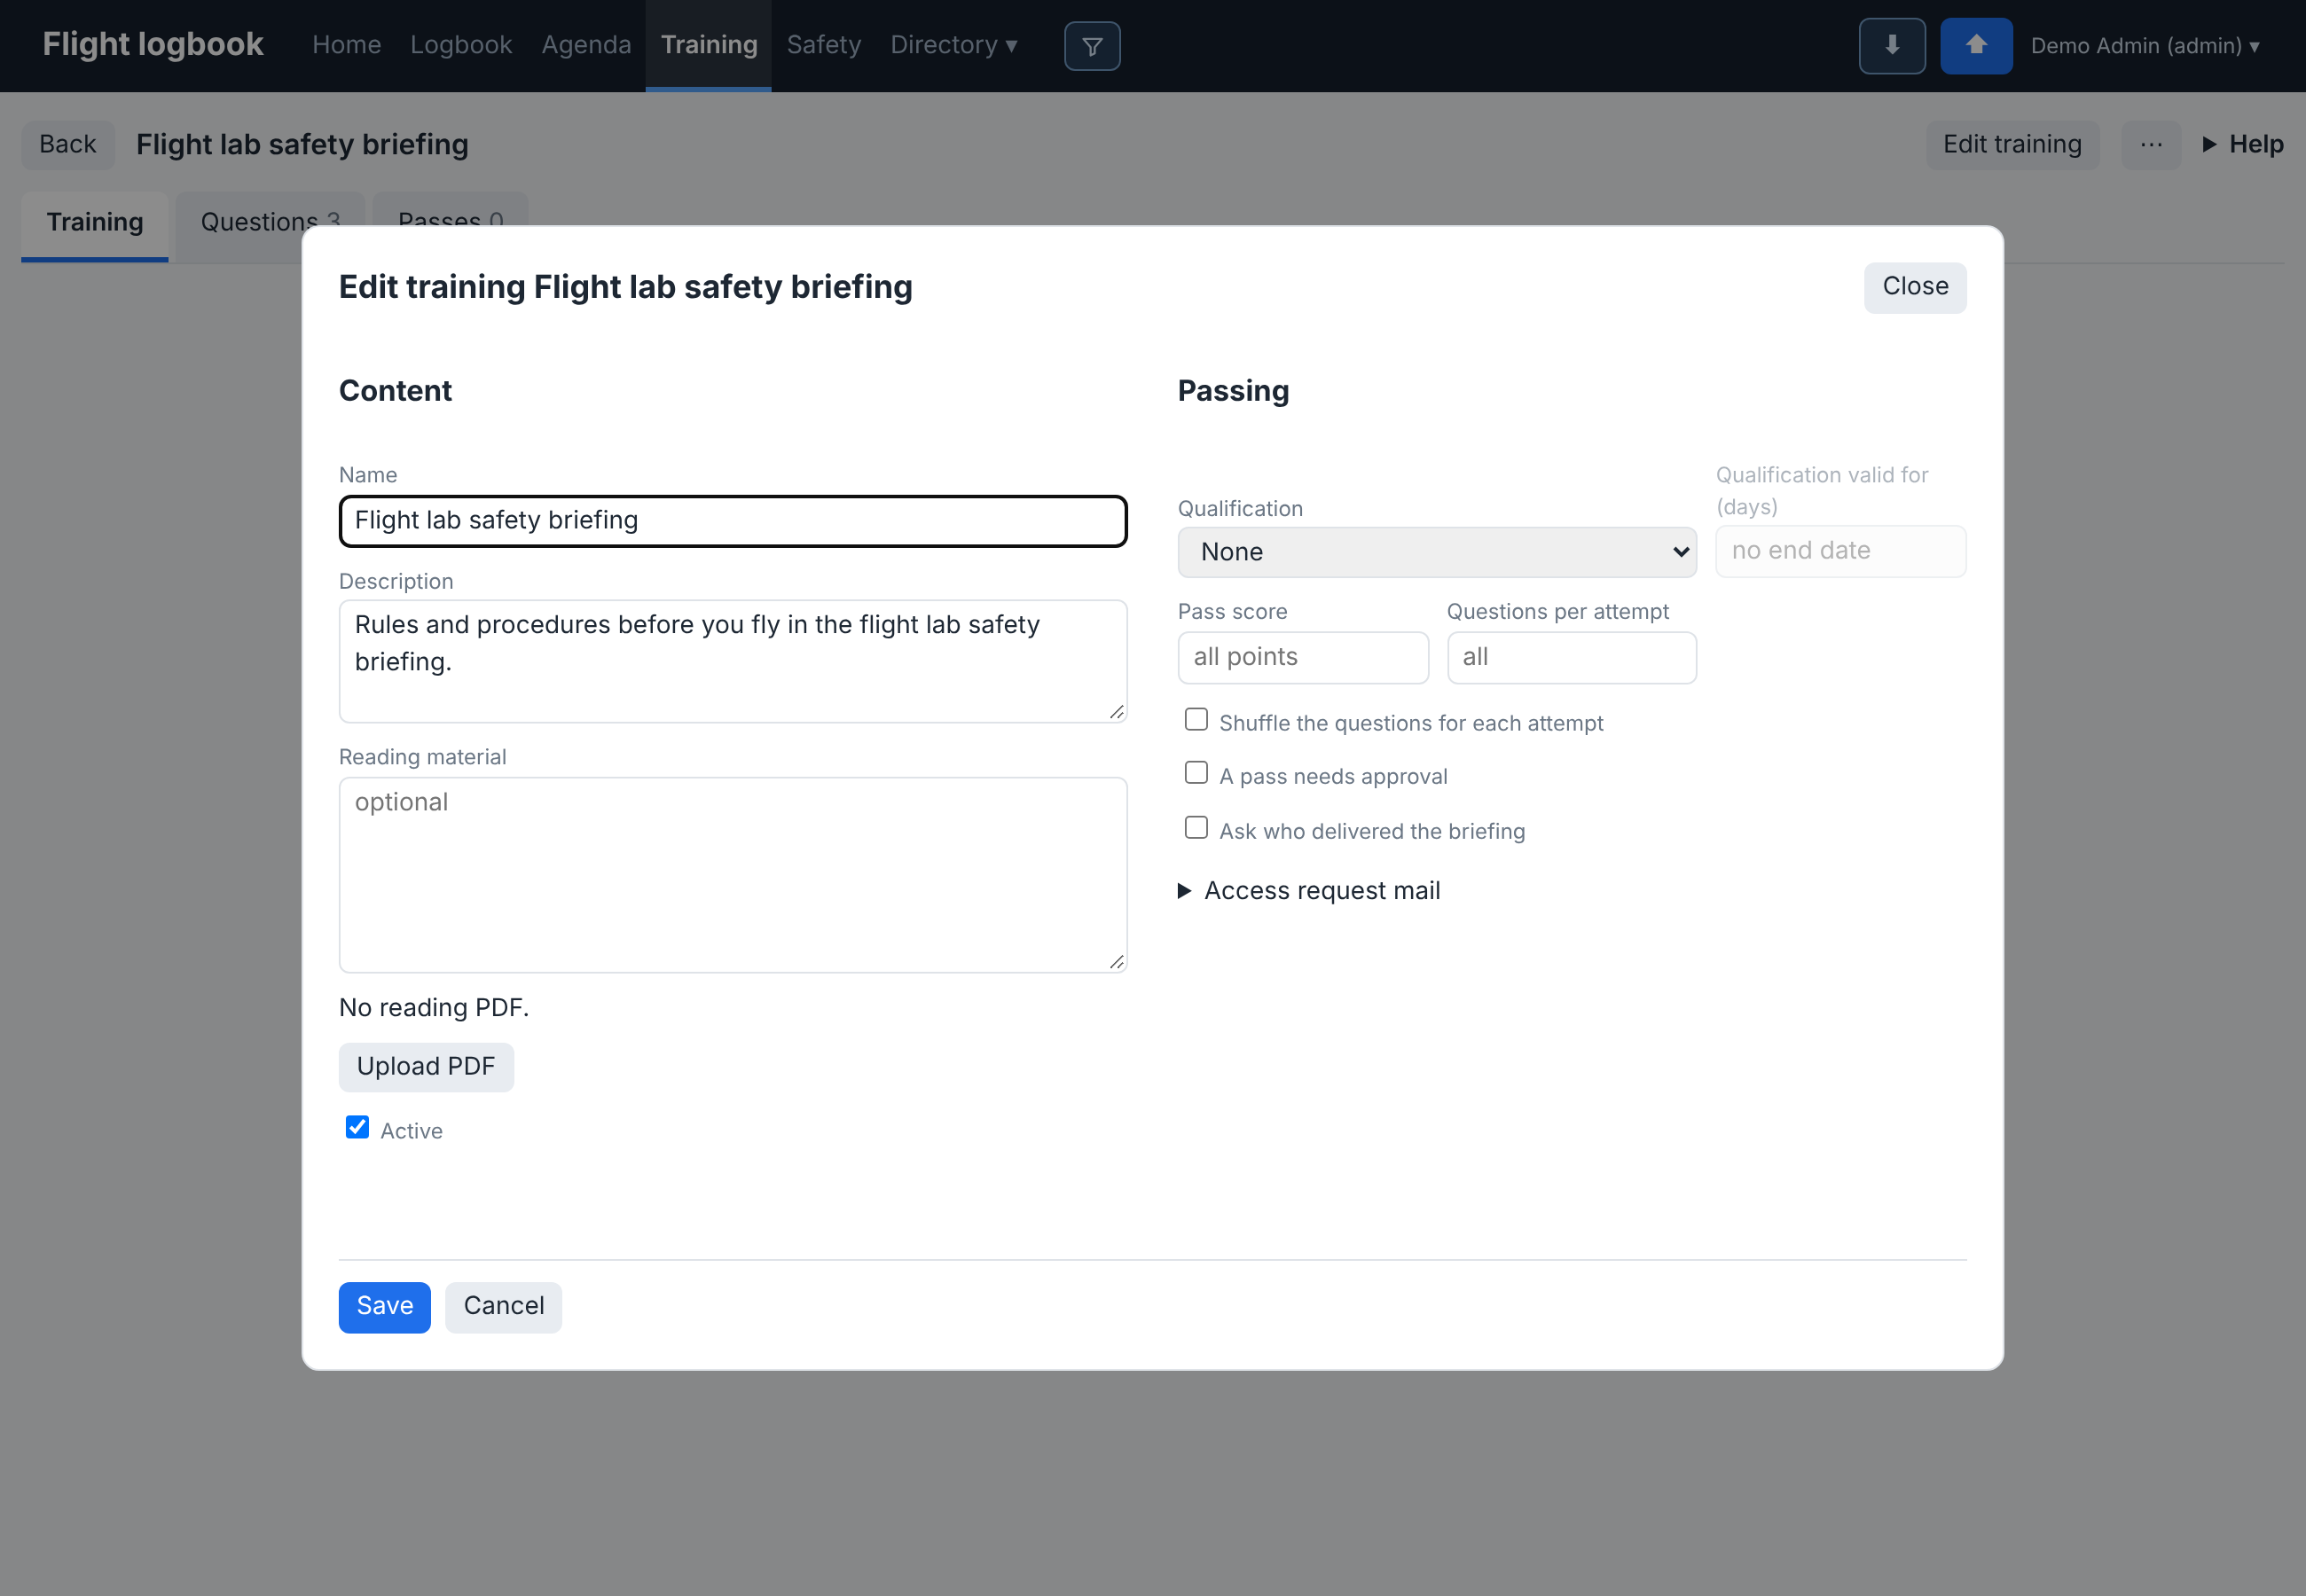 Flight logbook
Home
Logbook
Agenda
Training
Safety
Directory ▾
Demo Admin (admin) ▾
Back
Flight lab safety briefing
Edit training
...
▶ Help
Training
Questions 3
Passes 0
Edit training Flight lab safety briefing
Close
Content
Name
Flight lab safety briefing
Description
Rules and procedures before you fly in the flight lab safety
briefing.
Reading material
optional
No reading PDF.
Upload PDF
Active
Passing
Qualification
None
Qualification valid for
(days)
no end date
Pass score
all points
Questions per attempt
all
Shuffle the questions for each attempt
A pass needs approval
Ask who delivered the briefing
▶ Access request mail
Save
Cancel